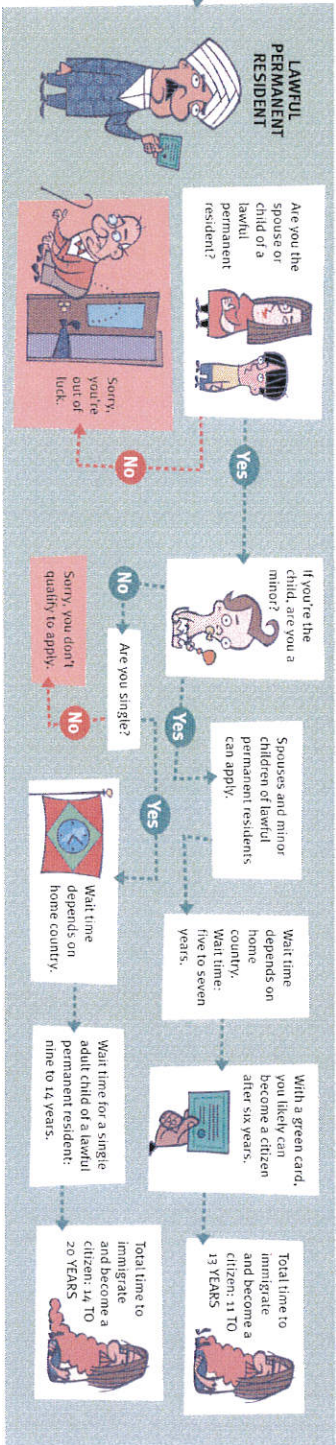 LAWFUL
PERMANENT
RESIDENT
Are you the
spouse or
child of a
lawful
permanent
resident?
No
Sorry,
you're
out of
luck.
Yes
If you're the
child, are you a
minor?
No
Are you single?
No
Sorry, you don't
qualify to apply.
Yes
Spouses and minor
children of lawful
permanent residents
can apply.
Wait time
depends on
home
country.
Wait time:
five to seven
years.
With a green card,
you likely can
become a citizen
after six years.
Total time to
immigrate
and become a
citizen: 11 TO
13 YEARS
Yes
Wait time
depends on
home country.
Wait time for a single
adult child of a lawful
permanent resident:
nine to 14 years.
Total time to
immigrate
and become a
citizen: 14 TO
20 YEARS